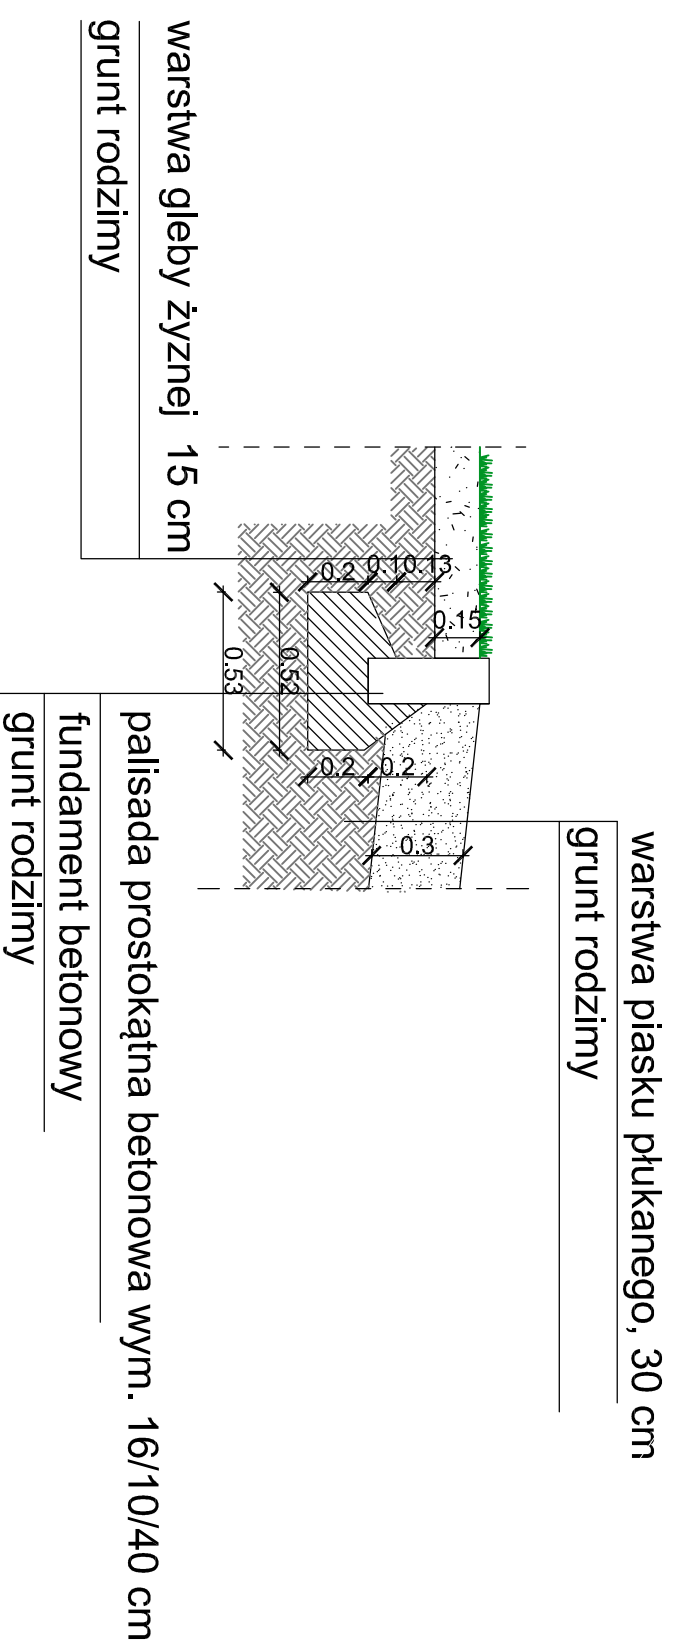 warstwa piasku płukanego, 30 cm
grunt rodzimy
warstwa gleby żyznej 15 cm
grunt rodzimy
palisada prostokątna betonowa wym. 16/10/40 cm
fundament betonowy
grunt rodzimy
0.2
0.10
0.13
0.15
0.52
0.53
0.2
0.2
0.3